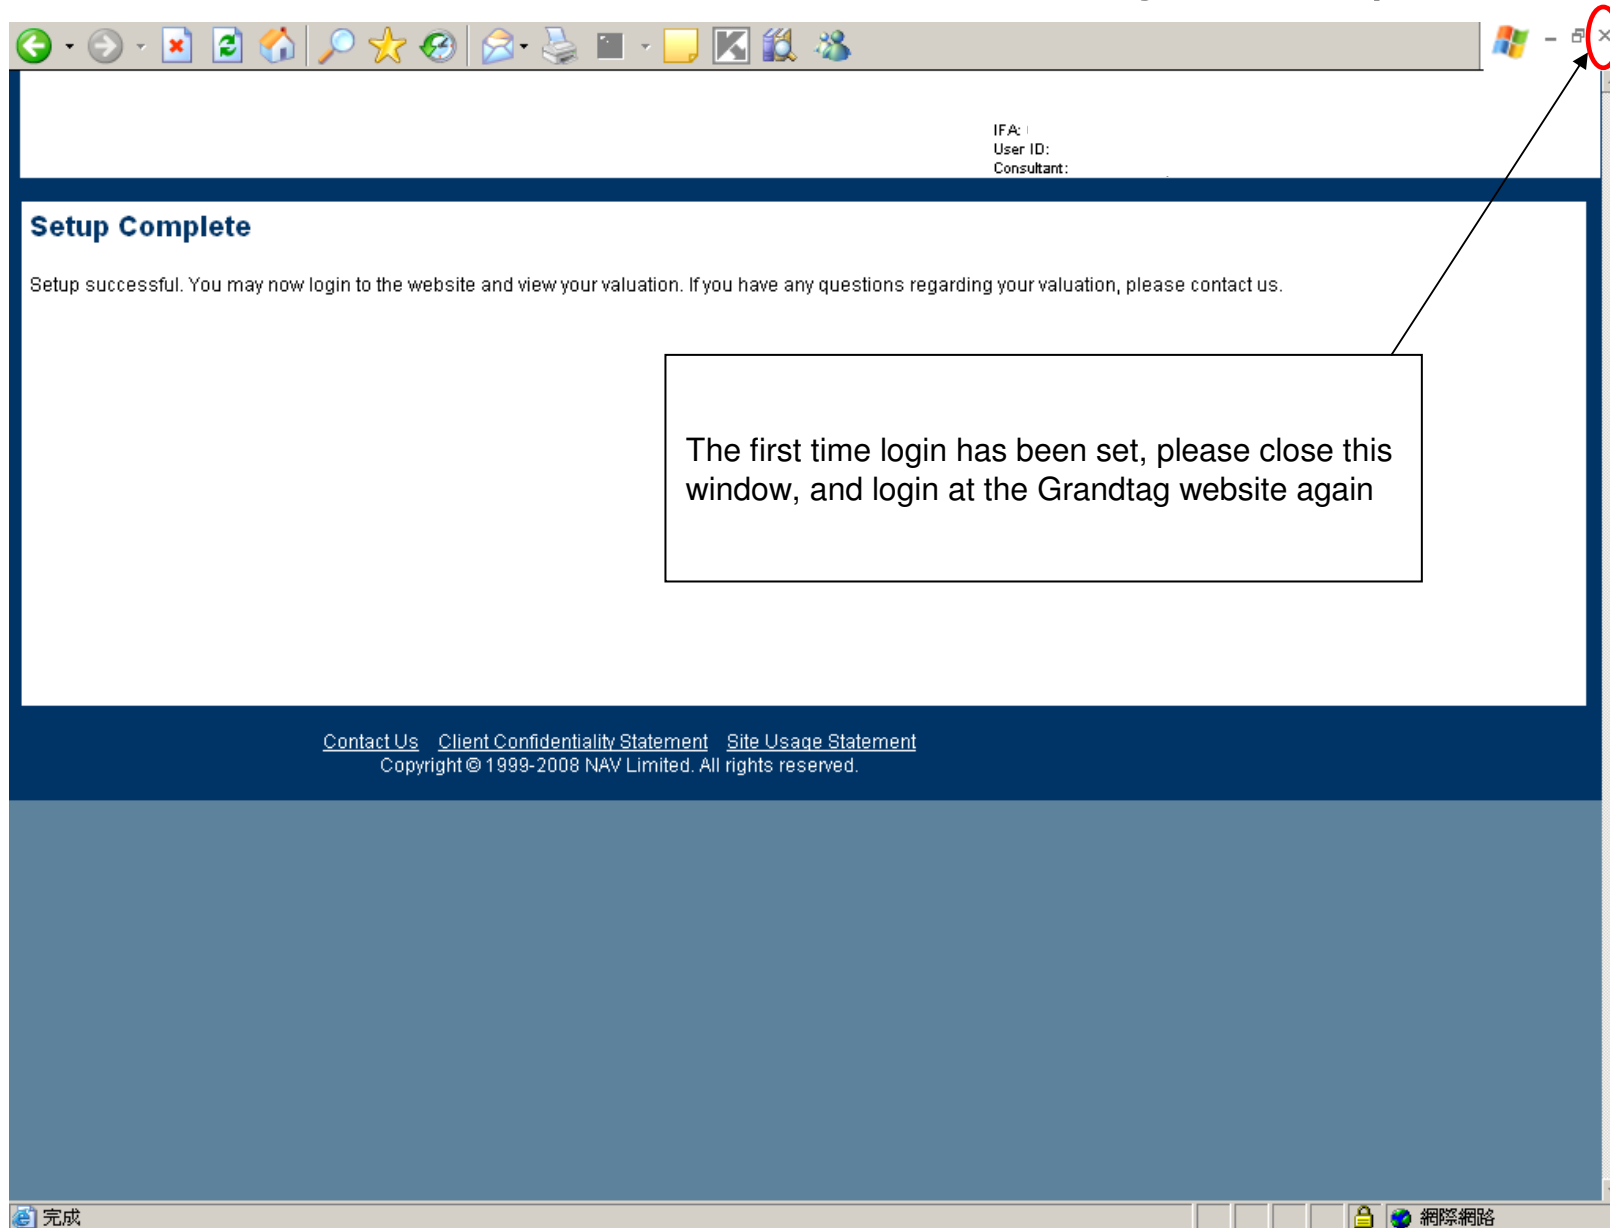 IFA:
User ID:
Consultant:
Setup Complete
Setup successful. You may now login to the website and view your valuation. If you have any questions regarding your valuation, please contact us.
The first time login has been set, please close this
window, and login at the Grandtag website again
Contact Us Client Confidentiality Statement Site Usage Statement
Copyright © 1999-2008 NAV Limited. All rights reserved.
完成
網際網路